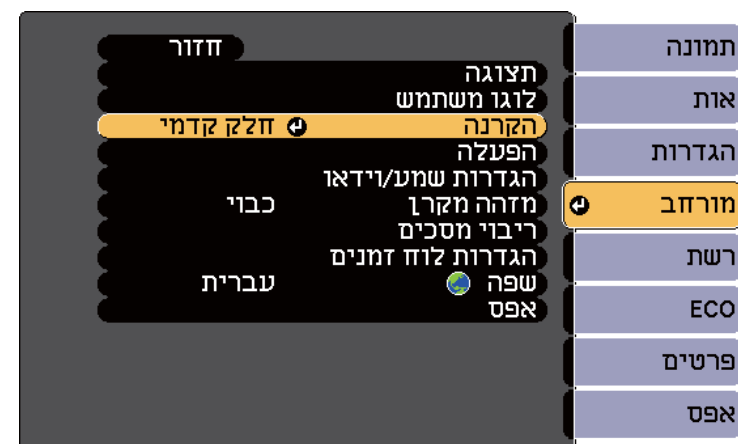 תמונה
אות
הגדרות
מורחב
רשת
ECO
פרטים
אפס
חזור
תצוגה
לוגו משתמש
הקרנה חלק קדמי
הפעלה
הגדרות שמע/וידאו
מזהה מקרן כבוי
ריבוי מסכים
הגדרות לוח זמנים
שפה עברית
אפס